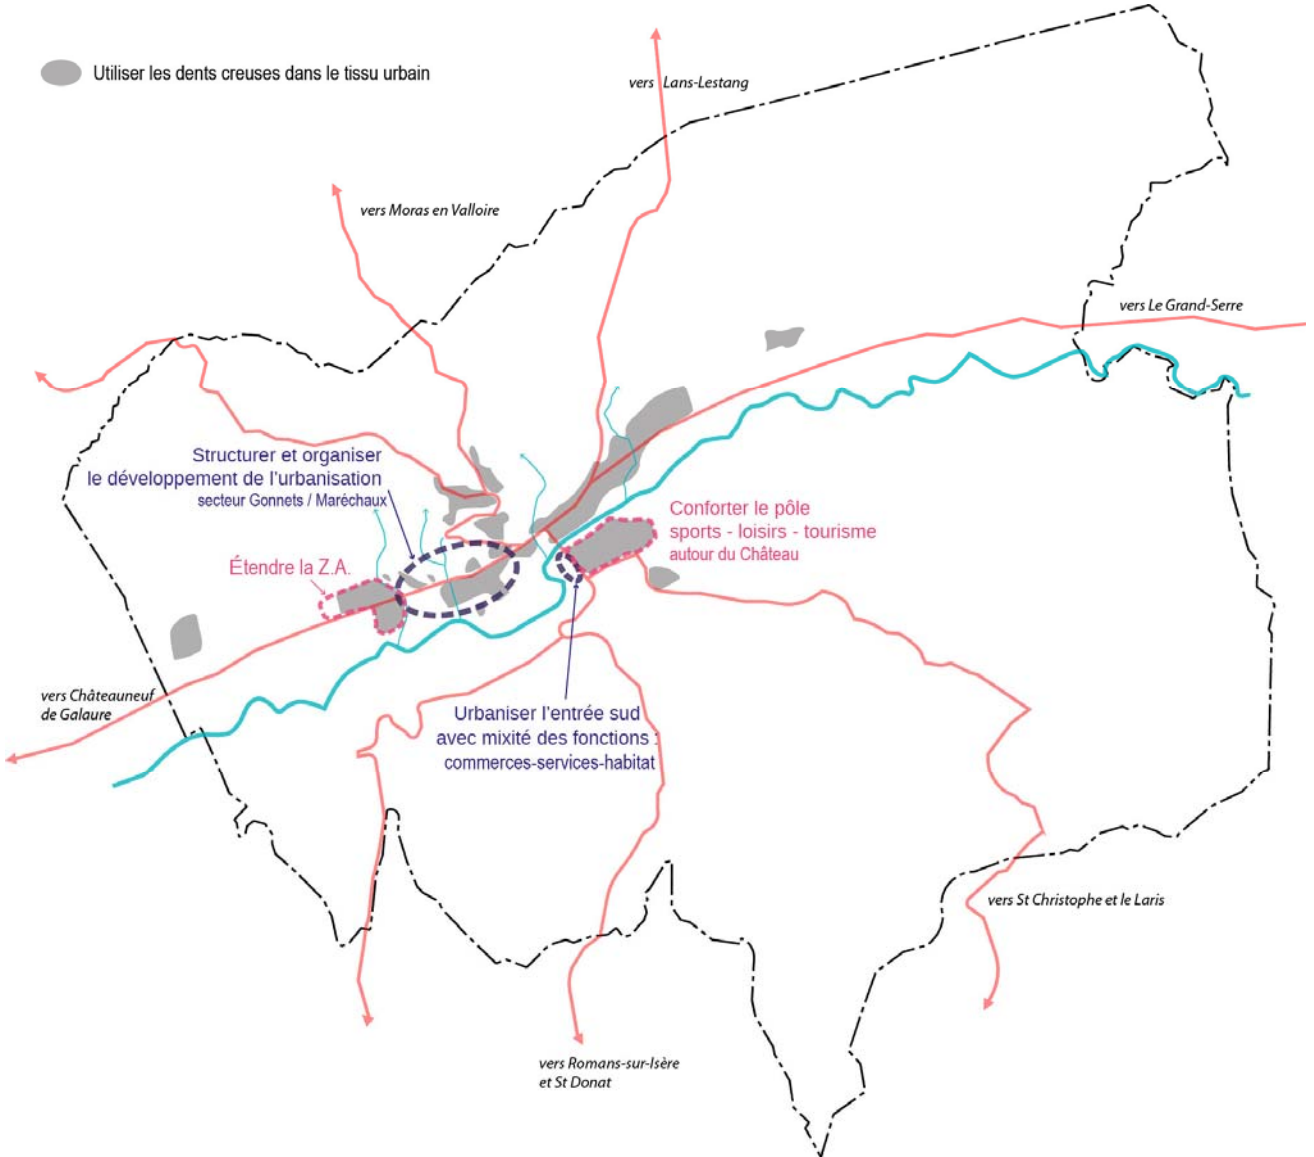 Utiliser les dents creuses dans le tissu urbain
vers Lans-Lestang
vers Moras en Valloire
vers Le Grand-Serre
Structurer et organiser
le développement de l'urbanisation
secteur Gonnets / Maréchaux
Conforter le pôle
sports - loisirs - tourisme
autour du Château
Étendre la Z.A.
vers Châteauneuf
de Galaure
Urbaniser l'entrée sud
avec mixité des fonctions :
commerces-services-habitat
vers St Christophe et le Laris
vers Romans-sur-Isère
et St Donat